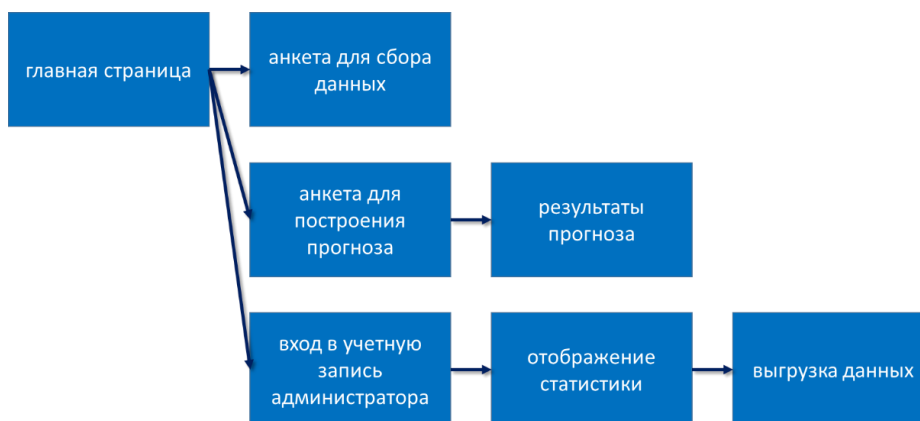 главная страница
анкета для сбора
данных
анкета для
построения
прогноза
результаты
прогноза
вход в учетную
запись
администратора
отображение
статистики
выгрузка данных